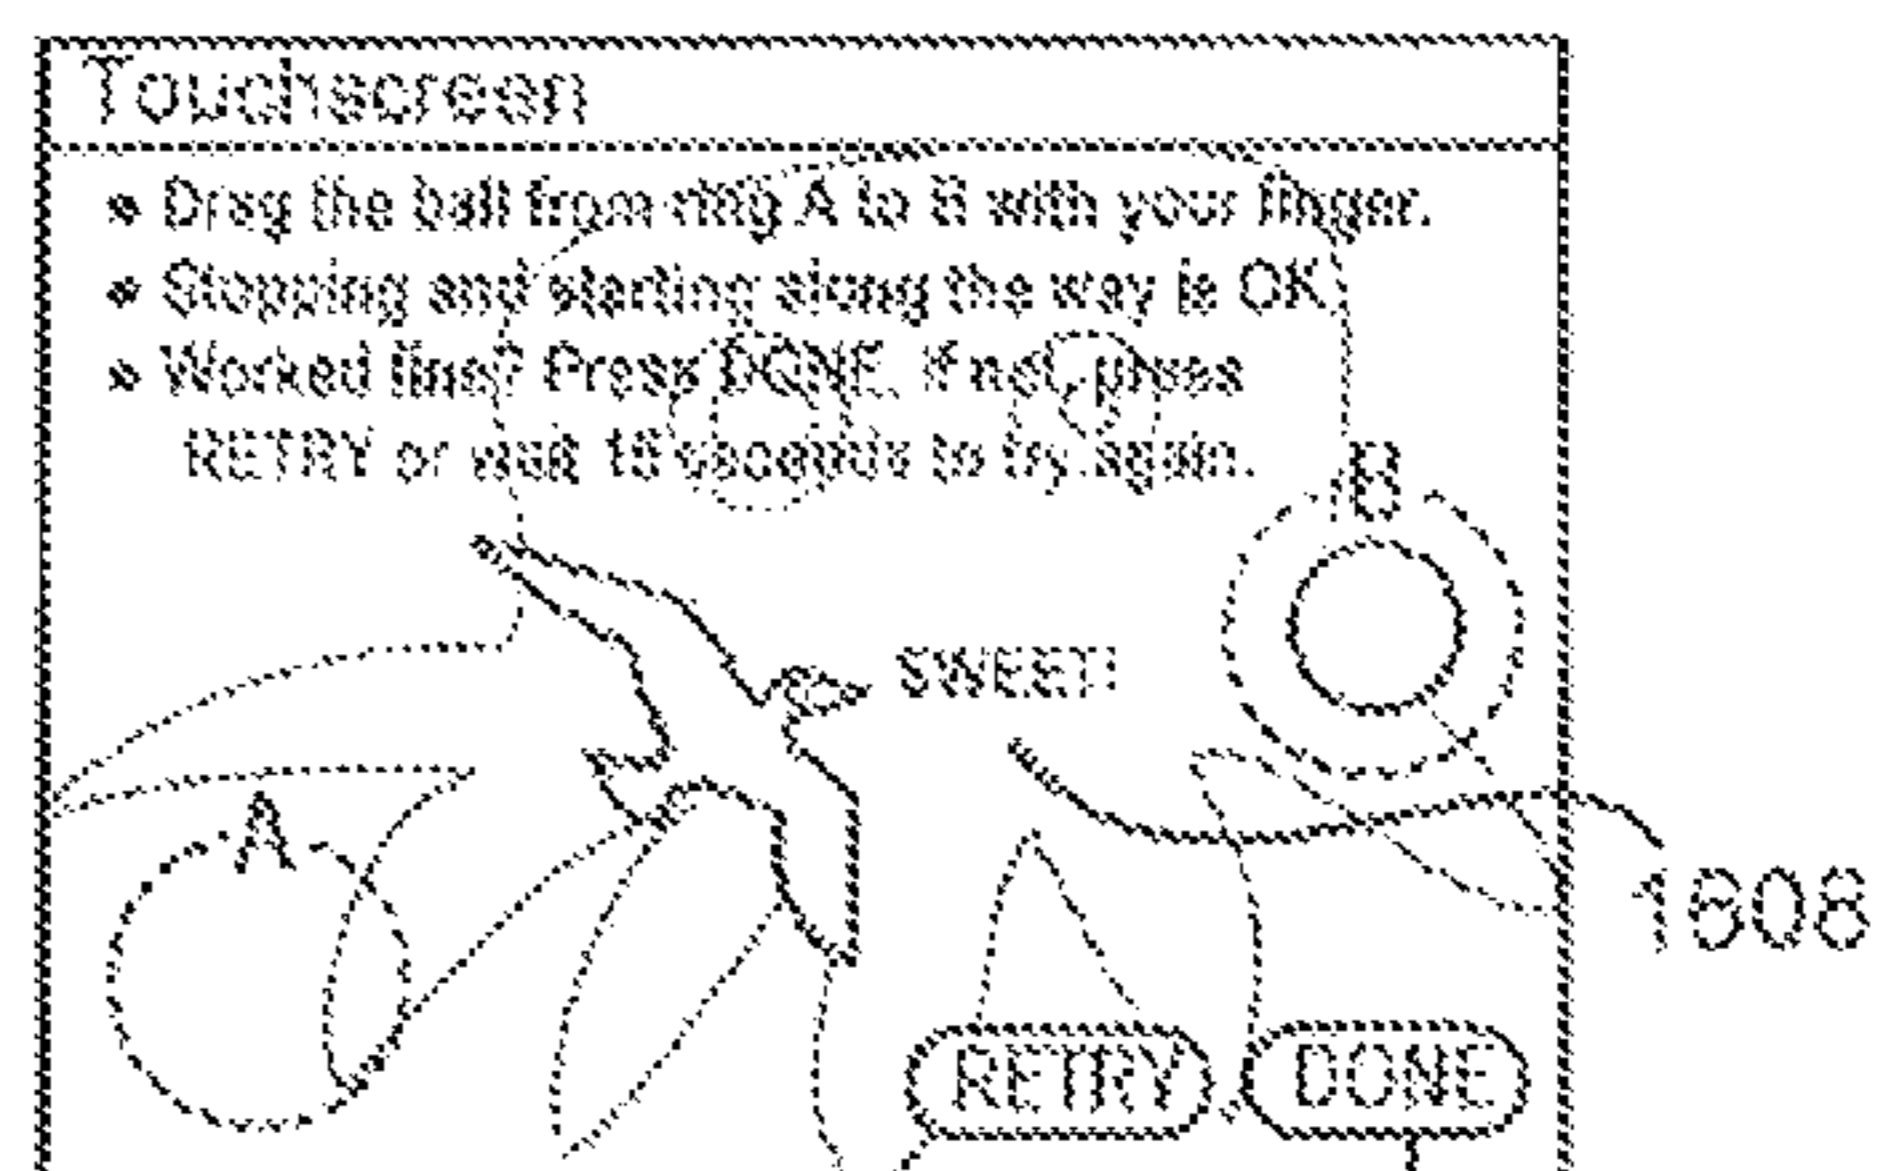 Touchscreen
• Drag the ball from ring A to B with your finger.
• Stopping and starting along the way is OK.
• Worked fine? Press DONE. If not, press
RETRY or wait 15 seconds to try again.
B
SWEET!
A
1608
RETRY DONE